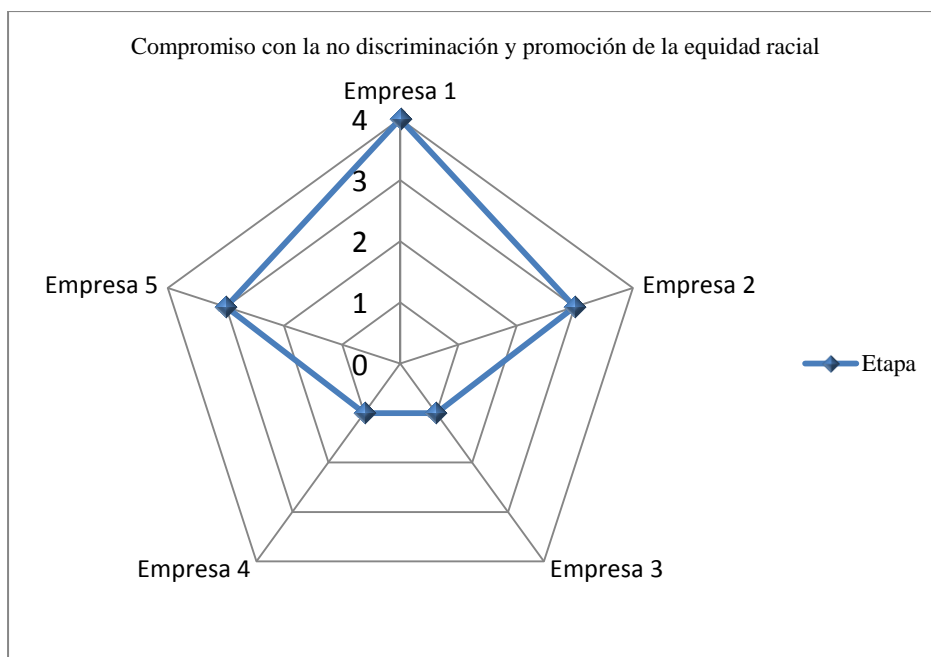 Compromiso con la no discriminación y promoción de la equidad racial
Empresa 1
4
3
2
1
0
Empresa 5
Empresa 2
Etapa
Empresa 4
Empresa 3